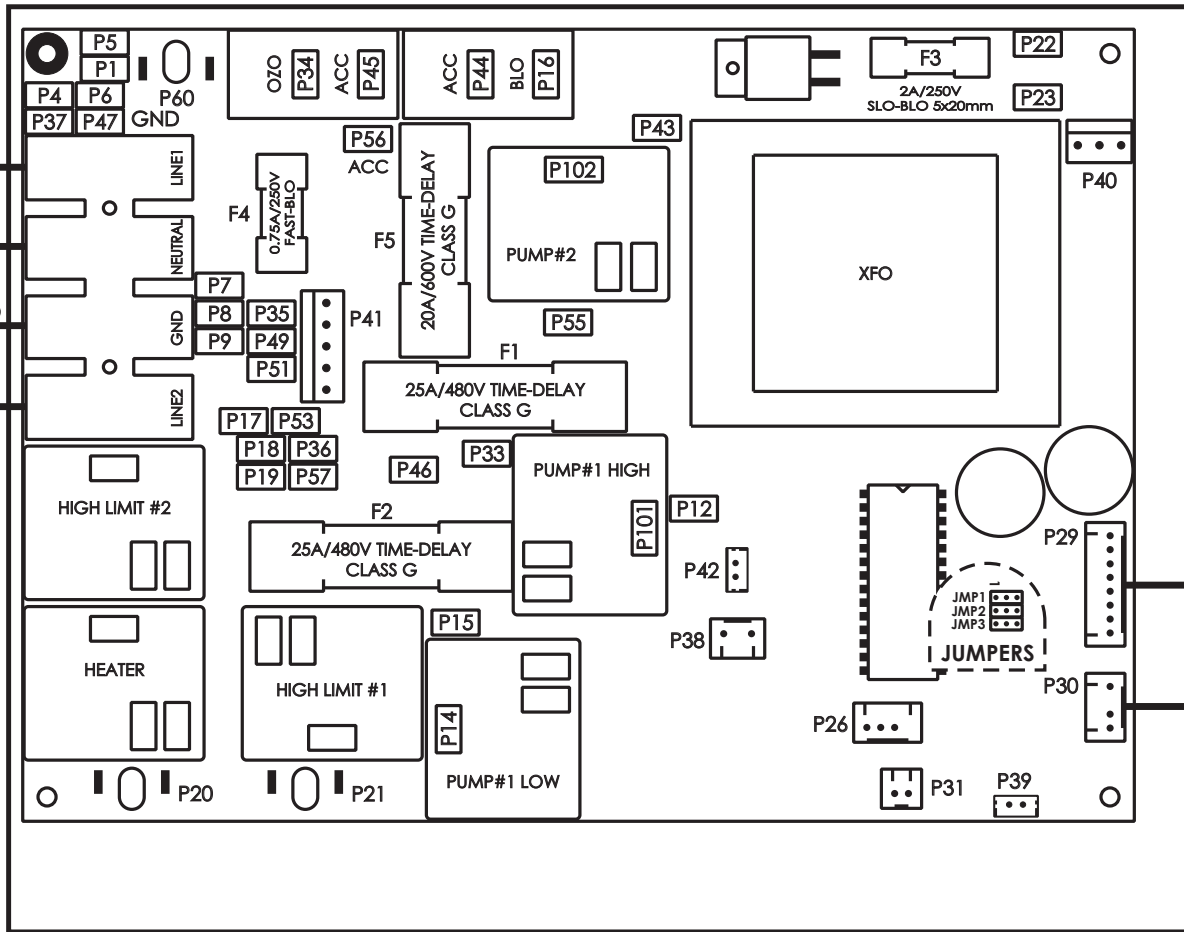 P5
P1
P4
P6
P37
P47
P60
GND
OZO
P34
ACC
P45
ACC
P44
BLO
P16
F3
2A/250V
SLO-BLO 5x20mm
P22
P23
P40
P56
ACC
P43
P102
PUMP#2
XFO
LINE1
NEUTRAL
GND
LINE2
F4
0.75A/250V
FAST-BLO
F5
20A/600V TIME-DELAY
CLASS G
P7
P8
P35
P9
P49
P51
P41
P55
F1
25A/480V TIME-DELAY
CLASS G
P17
P53
P18
P36
P19
P57
P46
P33
PUMP#1 HIGH
P101
P12
HIGH LIMIT #2
F2
25A/480V TIME-DELAY
CLASS G
P42
P38
P29
JMP1
JMP2
JMP3
JUMPERS
P30
P15
HEATER
HIGH LIMIT #1
P14
PUMP#1 LOW
P26
P31
P39
P20
P21